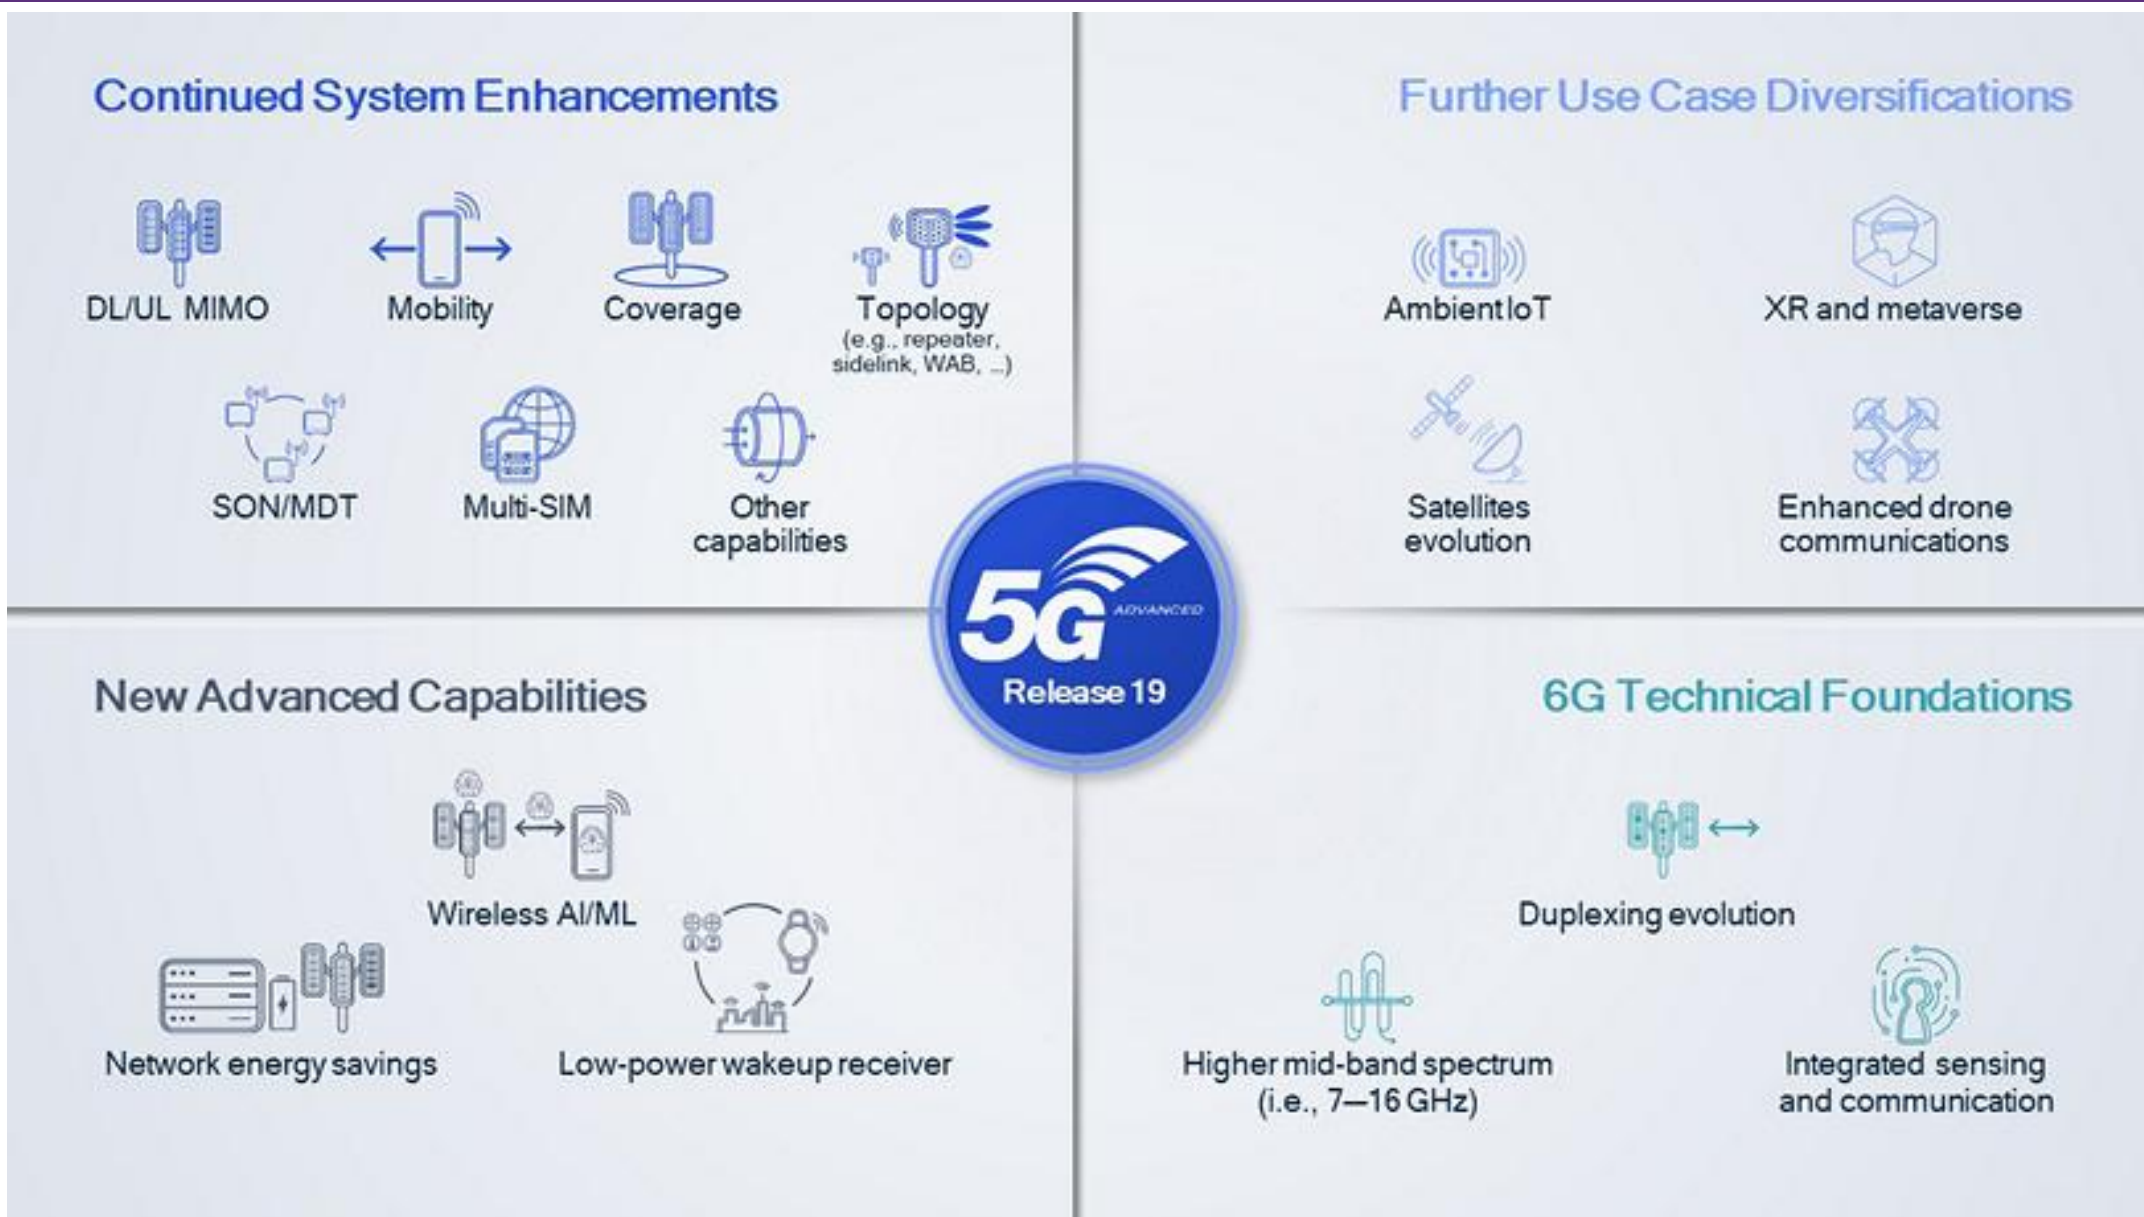 Continued System Enhancements
DL/UL MIMO
Mobility
Coverage
Topology
(e.g., repeater,
sidelink, WAB, ...)
SON/MDT
Multi-SIM
Other
capabilities
Further Use Case Diversifications
Ambient IoT
XR and metaverse
Satellites
evolution
Enhanced drone
communications
5G
ADVANCED
Release 19
New Advanced Capabilities
Wireless AI/ML
Network energy savings
Low-power wakeup receiver
6G Technical Foundations
Duplexing evolution
Higher mid-band spectrum
(i.e., 7—16 GHz)
Integrated sensing
and communication